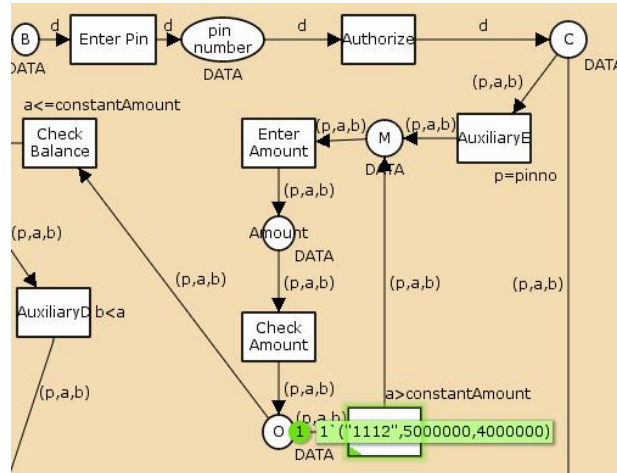 B
d
Enter Pin
d
pin
number
d
Authorize
d
C
DATA
DATA
DATA
(p,a,b)
a<=constantAmount
Check
Balance
Enter
Amount
(p,a,b)
M
(p,a,b)
AuxiliaryE
DATA
p=pinno
(p,a,b)
(p,a,b)
Amount
DATA
(p,a,b)
(p,a,b)
(p,a,b)
(p,a,b)
AuxiliaryD
b<a
Check
Amount
(p,a,b)
(p,a,b)
a>constantAmount
(p,a,b)
O
1
1`("1112",5000000,4000000)
DATA